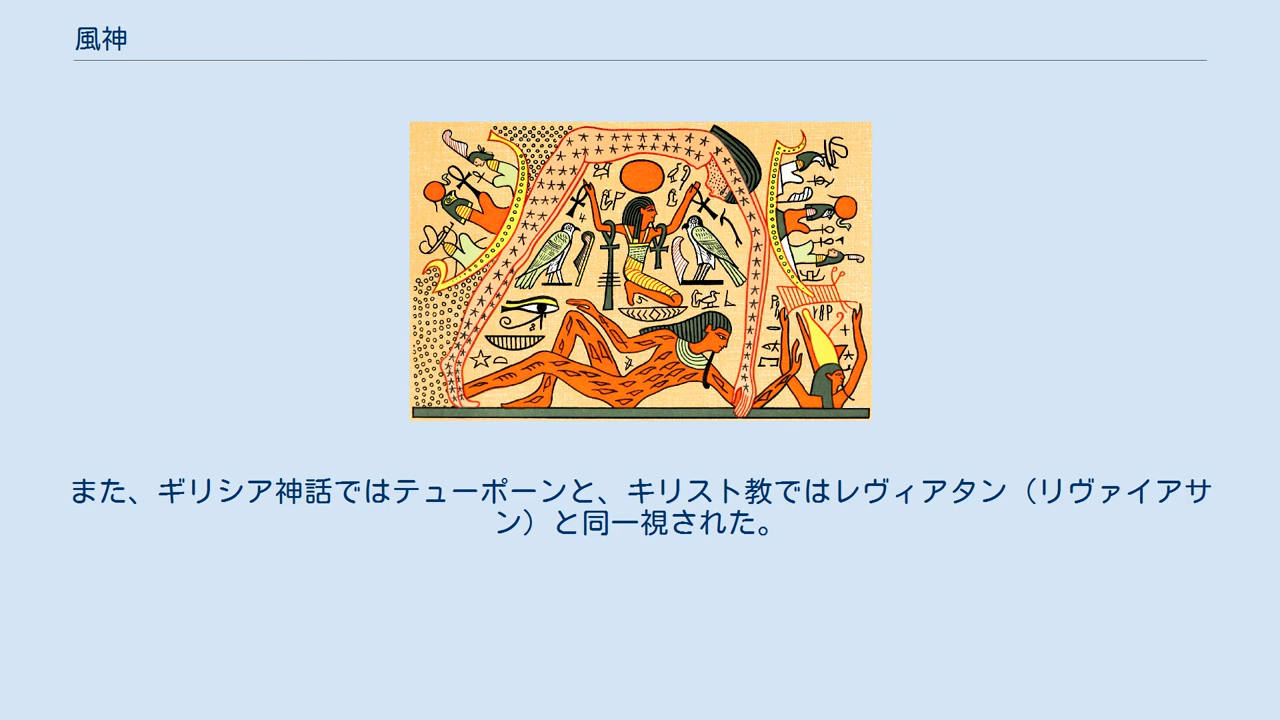 風神
また、ギリシア神話ではテューポーンと、キリスト教ではレヴィアタン（リヴァイアサ
ン）と同一視された。